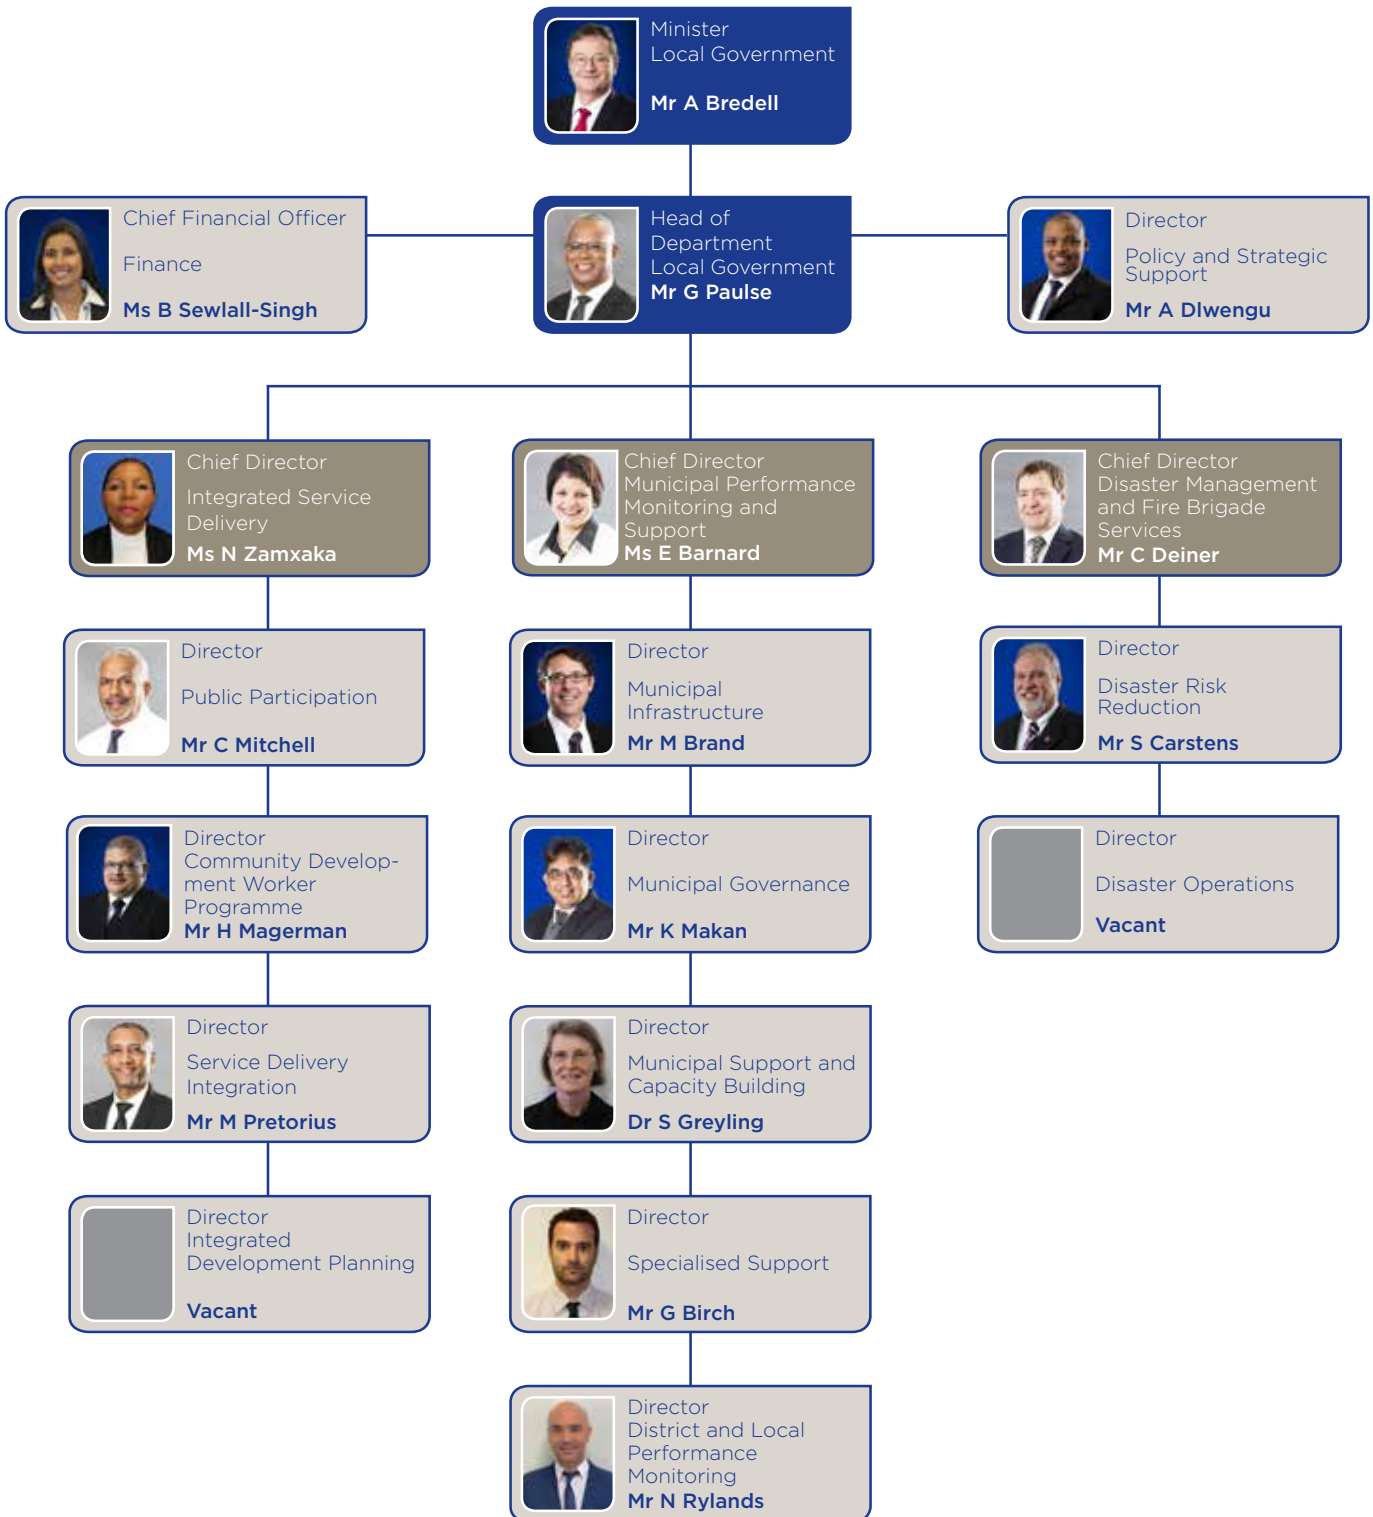 Minister
Local Government
Mr A Bredell
Chief Financial Officer
Finance
Ms B Sewlall-Singh
Head of
Department
Local Government
Mr G Paulse
Director
Policy and Strategic
Support
Mr A Dlwengu
Chief Director
Integrated Service
Delivery
Ms N Zamxaka
Chief Director
Municipal Performance
Monitoring and
Support
Ms E Barnard
Chief Director
Disaster Management
and Fire Brigade
Services
Mr C Deiner
Director
Public Participation
Mr C Mitchell
Director
Municipal
Infrastructure
Mr M Brand
Director
Disaster Risk
Reduction
Mr S Carstens
Director
Community Develop-
ment Worker
Programme
Mr H Magerman
Director
Municipal Governance
Mr K Makan
Director
Disaster Operations
Vacant
Director
Service Delivery
Integration
Mr M Pretorius
Director
Municipal Support and
Capacity Building
Dr S Greyling
Director
Integrated
Development Planning
Vacant
Director
Specialised Support
Mr G Birch
Director
District and Local
Performance
Monitoring
Mr N Rylands